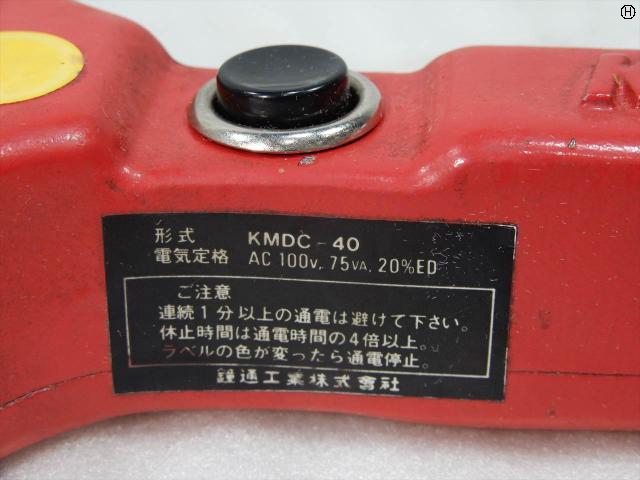 H
形式 KMDC-40
電気定格 AC 100v, 75VA, 20%ED
ご注意
連続1分以上の通電は避けて下さい。
休止時間は通電時間の4倍以上。
ラベルの色が変ったら通電停止。
鐘通工業株式會社